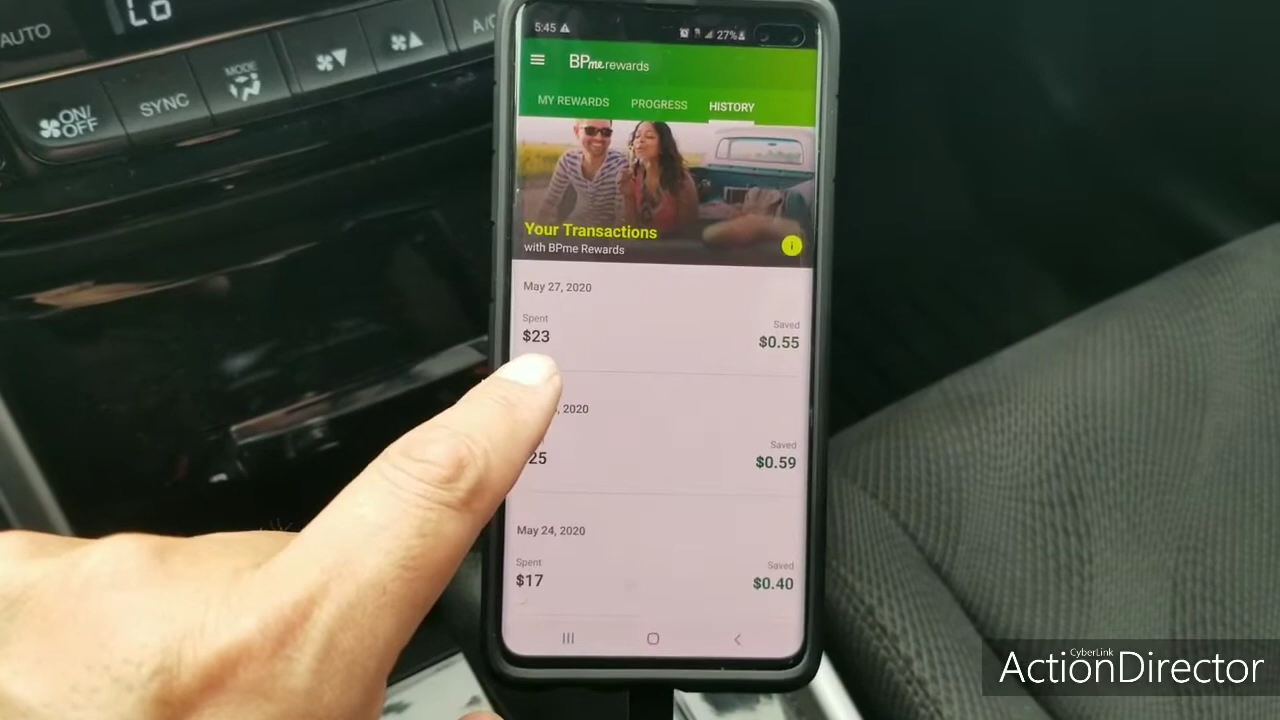 AUTO
Lo
A/C
ON/
OFF
SYNC
MODE
5:45
27%
BPme rewards
MY REWARDS PROGRESS HISTORY
Your Transactions
with BPme Rewards
i
May 27, 2020
Spent
$23
Saved
$0.55
, 2020
25
Saved
$0.59
May 24, 2020
Spent
$17
Saved
$0.40
CyberLink
ActionDirector